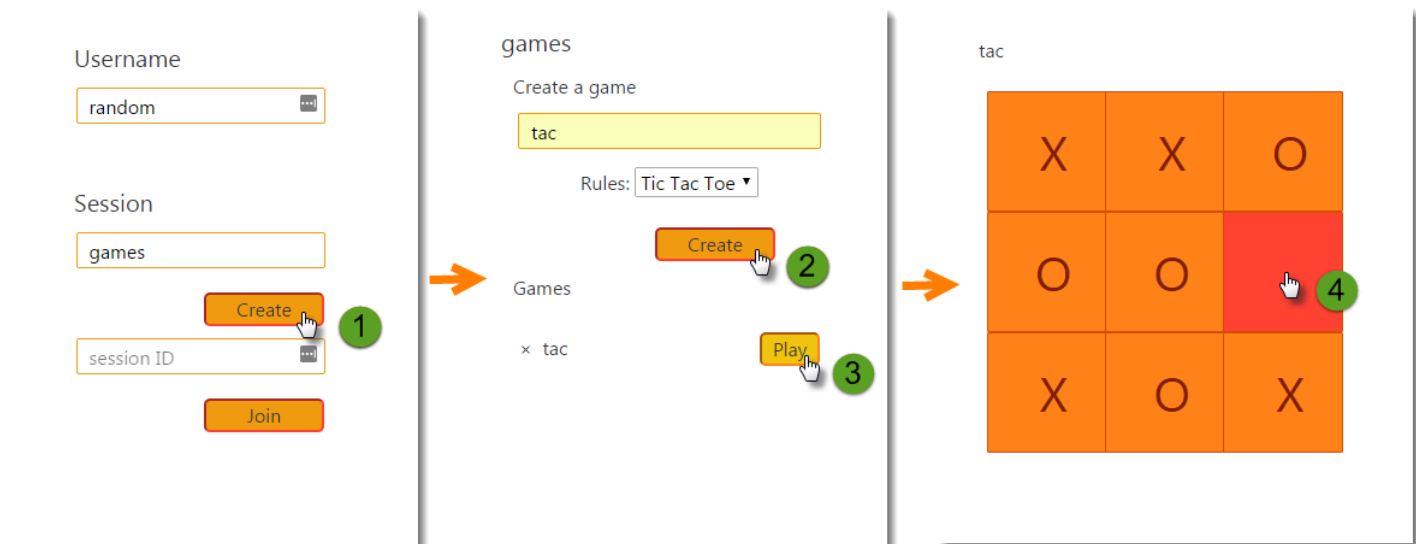 Username
random
Session
games
Create
1
session ID
Join
games
Create a game
tac
Rules: Tic Tac Toe
Create
2
Games
× tac Play
3
tac
X X O
O O
4
X O X